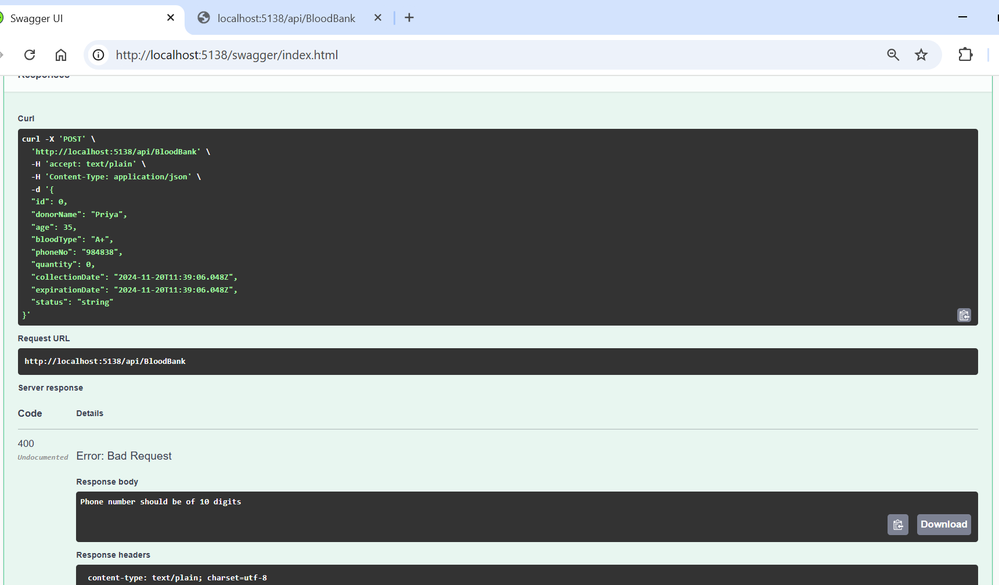 Swagger UI
localhost:5138/api/BloodBank
http://localhost:5138/swagger/index.html
Responses
Curl
curl -X 'POST' \
  'http://localhost:5138/api/BloodBank' \
  -H 'accept: text/plain' \
  -H 'Content-Type: application/json' \
  -d '{
  "id": 0,
  "donorName": "Priya",
  "age": 35,
  "bloodType": "A+",
  "phoneNo": "984838",
  "quantity": 0,
  "collectionDate": "2024-11-20T11:39:06.048Z",
  "expirationDate": "2024-11-20T11:39:06.048Z",
  "status": "string"
}'
Request URL
http://localhost:5138/api/BloodBank
Server response
Code Details
400
Undocumented
Error: Bad Request
Response body
Phone number should be of 10 digits
Download
Response headers
content-type: text/plain; charset=utf-8